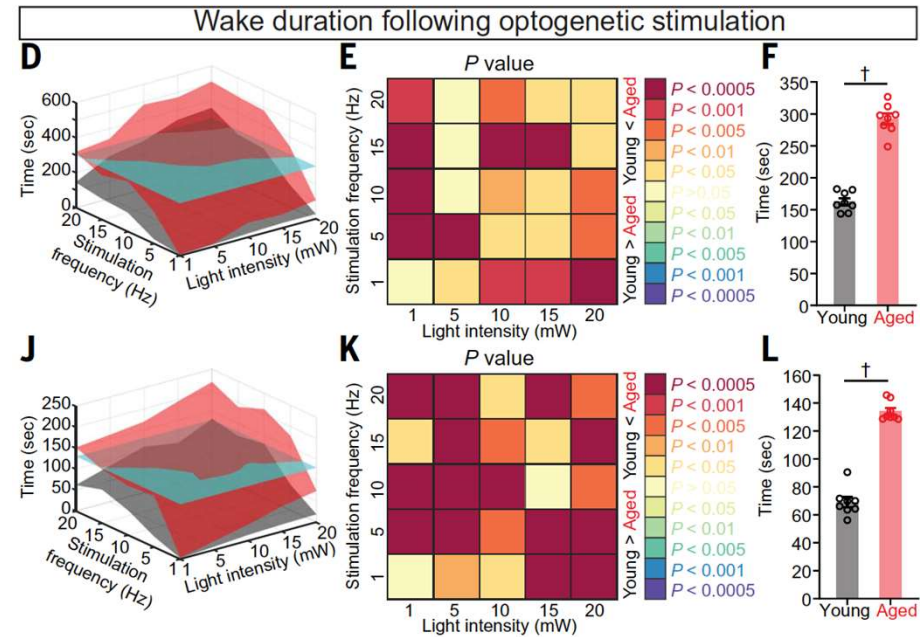 Wake duration following optogenetic stimulation
D
Time (sec)
600
400
200
0
20
15
10
5
1
Stimulation frequency (Hz)
1
5
10
15
20
Light intensity (mW)
E
P value
Stimulation frequency (Hz)
20
15
10
5
1
1 5 10 15 20
Light intensity (mW)
Young < Aged
Young > Aged
P < 0.0005
P < 0.001
P < 0.005
P < 0.01
P < 0.05
P > 0.05
P < 0.05
P < 0.01
P < 0.005
P < 0.001
P < 0.0005
F
†
Time (sec)
350
300
250
200
150
100
50
0
Young Aged
J
Time (sec)
250
200
150
100
50
0
20
15
10
5
1
Stimulation frequency (Hz)
1
5
10
15
20
Light intensity (mW)
K
P value
Stimulation frequency (Hz)
20
15
10
5
1
1 5 10 15 20
Light intensity (mW)
Young < Aged
Young > Aged
P < 0.0005
P < 0.001
P < 0.005
P < 0.01
P < 0.05
P > 0.05
P < 0.05
P < 0.01
P < 0.005
P < 0.001
P < 0.0005
L
†
Time (sec)
160
140
120
100
80
60
40
20
0
Young Aged